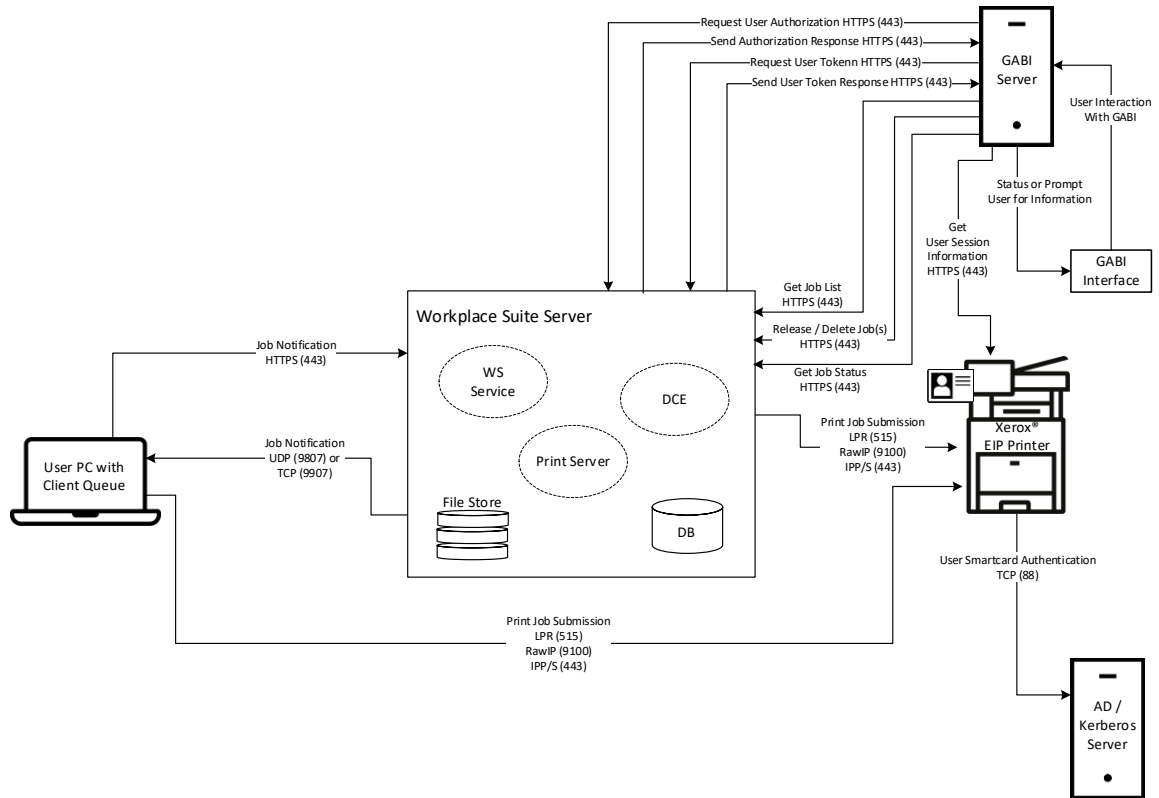 Request User Authorization HTTPS (443)
Send Authorization Response HTTPS (443)
Request User Tokenn HTTPS (443)
Send User Token Response HTTPS (443)
GABI
Server
User Interaction
With GABI
Status or Prompt
User for Information
Get
User Session
Information
HTTPS (443)
GABI
Interface
Get Job List
HTTPS (443)
Release / Delete Job(s)
HTTPS (443)
Get Job Status
HTTPS (443)
Workplace Suite Server
WS
Service
DCE
Print Server
File Store
DB
Job Notification
HTTPS (443)
Job Notification
UDP (9807) or
TCP (9907)
User PC with
Client Queue
Print Job Submission
LPR (515)
RawIP (9100)
IPP/S (443)
Xerox®
EIP Printer
User Smartcard Authentication
TCP (88)
Print Job Submission
LPR (515)
RawIP (9100)
IPP/S (443)
AD /
Kerberos
Server